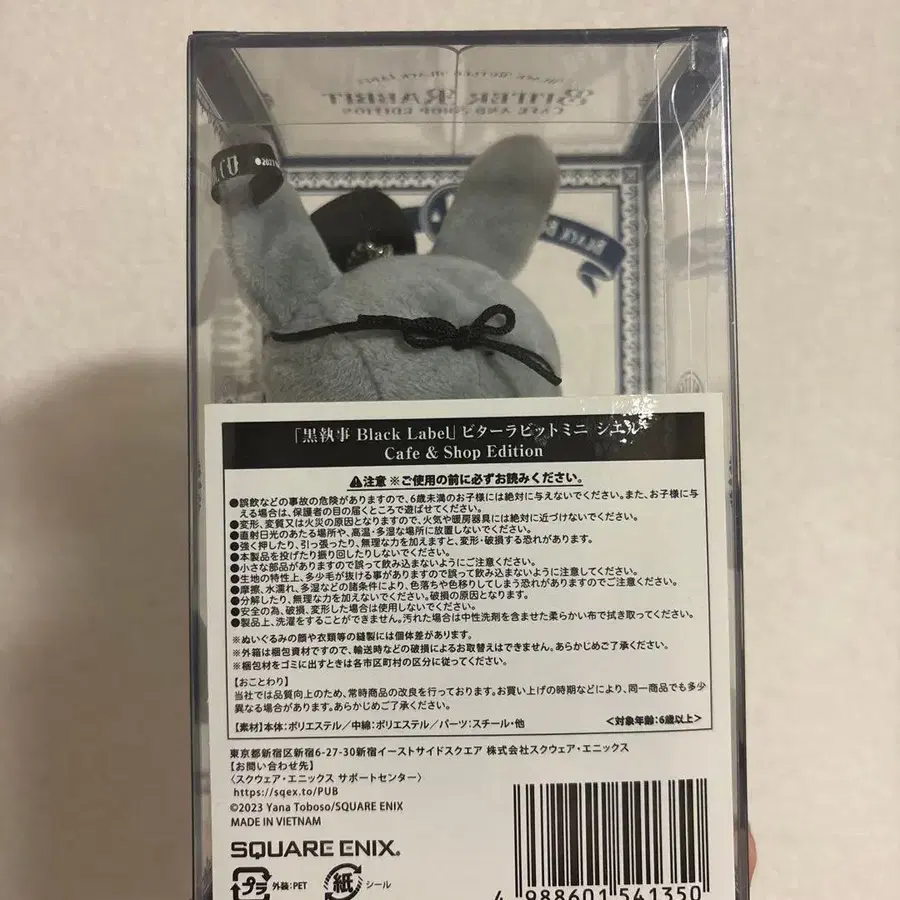 BITTER RABBIT
CAFE AND SHOP EDITION
「黒執事 Black Label」ビターラビットミニ シエル
Cafe & Shop Edition
⚠注意 ※ご使用の前に必ずお読みください。
●誤飲などの事故の危険がありますので、6歳未満のお子様には絶対に与えないでください。また、お子様に与
える場合は、保護者の目の届くところで遊ばせてください。
●変形、変質又は火災の原因となりますので、火気や暖房器具には絶対に近づけないでください。
●直射日光のあたる場所や、高温・多湿な場所に放置しないでください。
●強く押したり、引っ張ったり、無理な力を加えますと、変形・破損する恐れがあります。
●本製品を投げたり振り回したりしないでください。
●小さな部品がありますので誤って飲み込まないようにご注意ください。
●生地の特性上、多少毛が抜ける事がありますので誤って飲み込まないように注意してください。
●摩擦、水濡れ、多湿などの諸条件により、色落ちや色移りしてしまう恐れがありますのでご注意ください。
●分解したり、無理な力を加えないでください。破損の原因となります。
●安全の為、破損、変形した場合は使用しないでください。
●製品上、洗濯をすることができません。汚れた場合は中性洗剤を含ませた柔らかい布で拭き取ってください。
※ぬいぐるみの顔や衣類等の縫製には個体差があります。
※外箱は梱包資材ですので、輸送時などの破損によるお取替えはできません。あらかじめご了承ください。
※梱包材をゴミに出すときは各市区町村の区分に従ってください。
【おことわり】
当社では品質向上のため、常時商品の改良を行っております。お買い上げの時期などにより、同一商品でも多少
異なる場合があります。あらかじめご了承ください。
【素材】本体:ポリエステル/中綿:ポリエステル/パーツ:スチール・他 <対象年齢:6歳以上>
東京都新宿区新宿6-27-30新宿イーストサイドスクエア 株式会社スクウェア・エニックス
【お問い合わせ先】
〈スクウェア・エニックス サポートセンター〉
https://sqex.to/PUB
©2023 Yana Toboso/SQUARE ENIX
MADE IN VIETNAM
SQUARE ENIX®
プラ 外装:PET 紙 シール
4 988601 541350